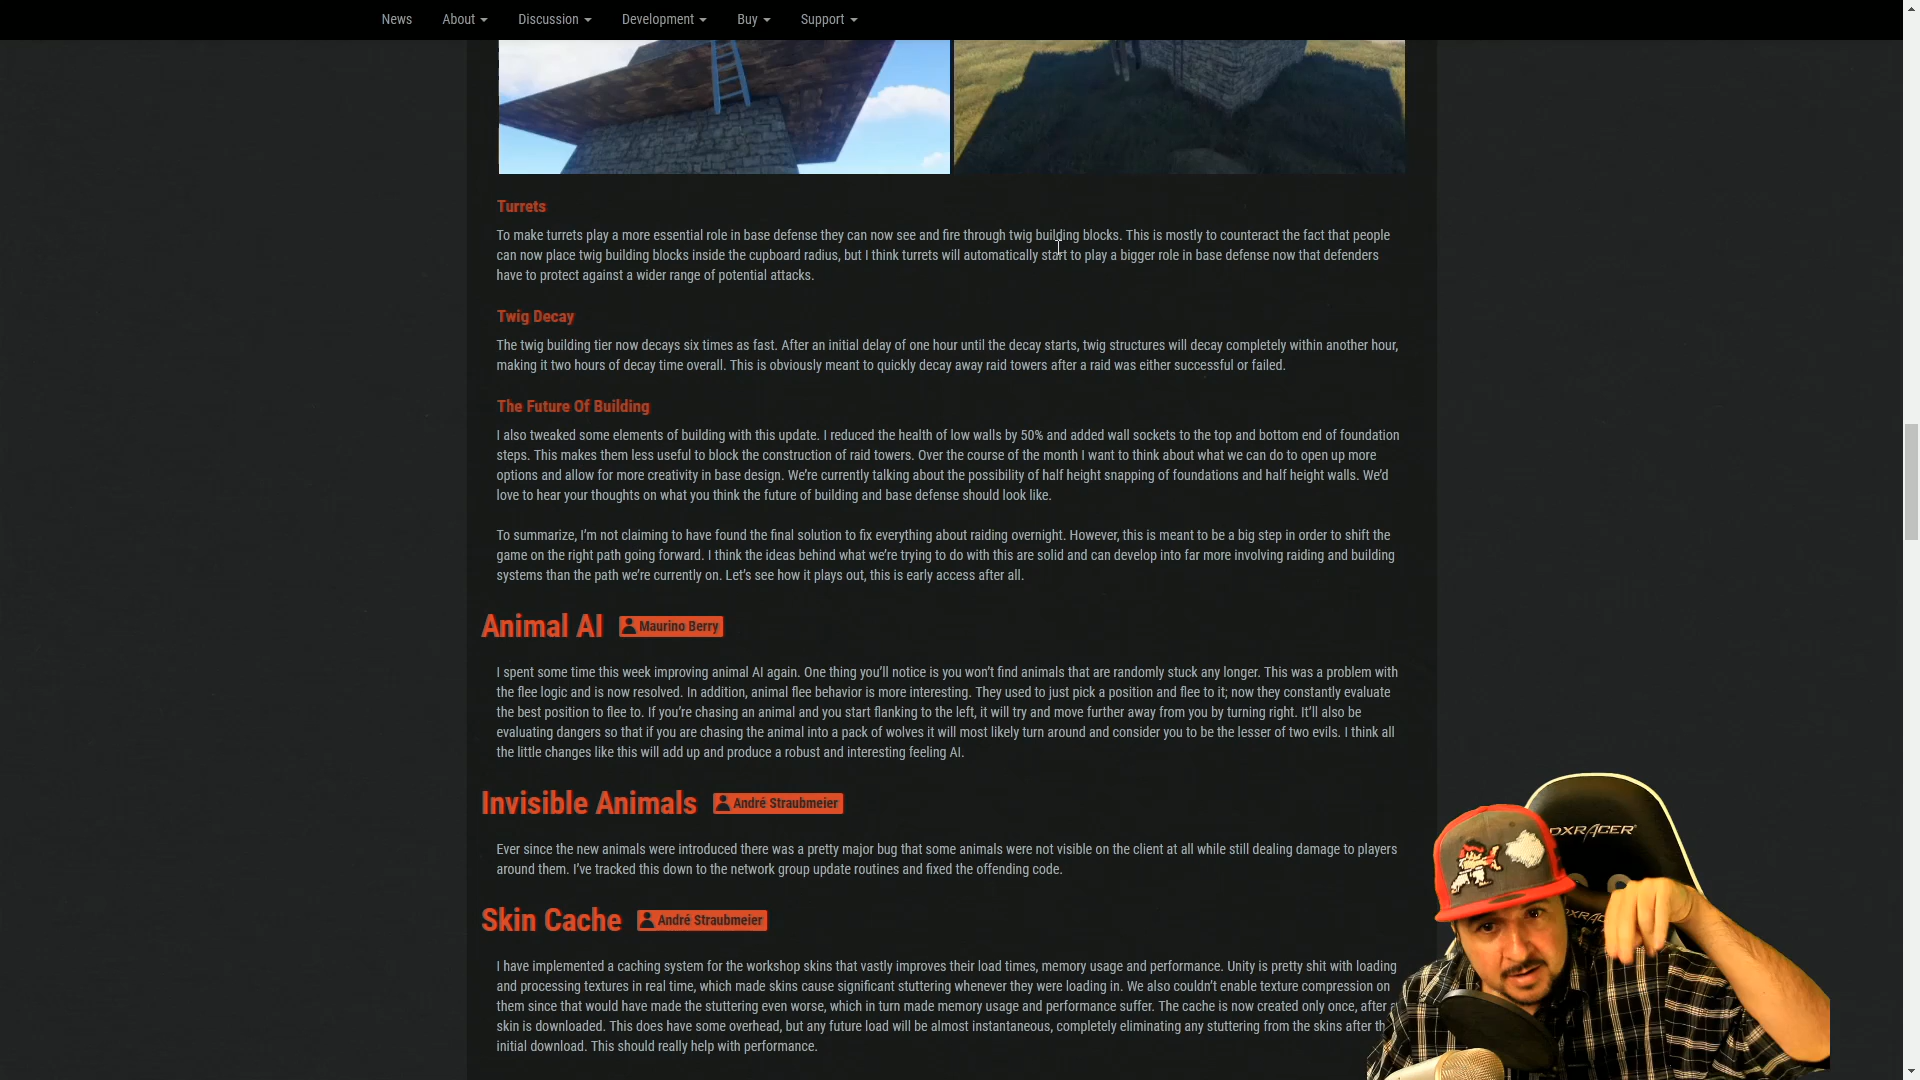 News About Discussion Development Buy Support
Turrets
To make turrets play a more essential role in base defense they can now see and fire through twig building blocks. This is mostly to counteract the fact that people
can now place twig building blocks inside the cupboard radius, but I think turrets will automatically start to play a bigger role in base defense now that defenders
have to protect against a wider range of potential attacks.
Twig Decay
The twig building tier now decays six times as fast. After an initial delay of one hour until the decay starts, twig structures will decay completely within another hour,
making it two hours of decay time overall. This is obviously meant to quickly decay away raid towers after a raid was either successful or failed.
The Future Of Building
I also tweaked some elements of building with this update. I reduced the health of low walls by 50% and added wall sockets to the top and bottom end of foundation
steps. This makes them less useful to block the construction of raid towers. Over the course of the month I want to think about what we can do to open up more
options and allow for more creativity in base design. We're currently talking about the possibility of half height snapping of foundations and half height walls. We'd
love to hear your thoughts on what you think the future of building and base defense should look like.
To summarize, I'm not claiming to have found the final solution to fix everything about raiding overnight. However, this is meant to be a big step in order to shift the
game on the right path going forward. I think the ideas behind what we're trying to do with this are solid and can develop into far more involving raiding and building
systems than the path we're currently on. Let's see how it plays out, this is early access after all.
Animal AI Maurino Berry
I spent some time this week improving animal AI again. One thing you'll notice is you won't find animals that are randomly stuck any longer. This was a problem with
the flee logic and is now resolved. In addition, animal flee behavior is more interesting. They used to just pick a position and flee to it; now they constantly evaluate
the best position to flee to. If you're chasing an animal and you start flanking to the left, it will try and move further away from you by turning right. It'll also be
evaluating dangers so that if you are chasing the animal into a pack of wolves it will most likely turn around and consider you to be the lesser of two evils. I think all
the little changes like this will add up and produce a robust and interesting feeling AI.
Invisible Animals André Straubmeier
Ever since the new animals were introduced there was a pretty major bug that some animals were not visible on the client at all while still dealing damage to players
around them. I've tracked this down to the network group update routines and fixed the offending code.
Skin Cache André Straubmeier
I have implemented a caching system for the workshop skins that vastly improves their load times, memory usage and performance. Unity is pretty shit with loading
and processing textures in real time, which made skins cause significant stuttering whenever they were loading in. We also couldn't enable texture compression on
them since that would have made the stuttering even worse, which in turn made memory usage and performance suffer. The cache is now created only once, after
skin is downloaded. This does have some overhead, but any future load will be almost instantaneous, completely eliminating any stuttering from the skins after
initial download. This should really help with performance.
DXRACER